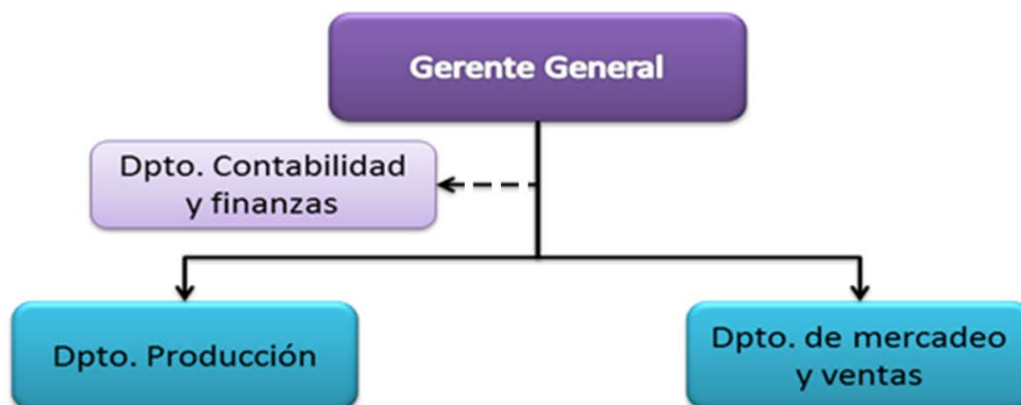 Gerente General
Dpto. Contabilidad
y finanzas
Dpto. Producción
Dpto. de mercadeo
y ventas